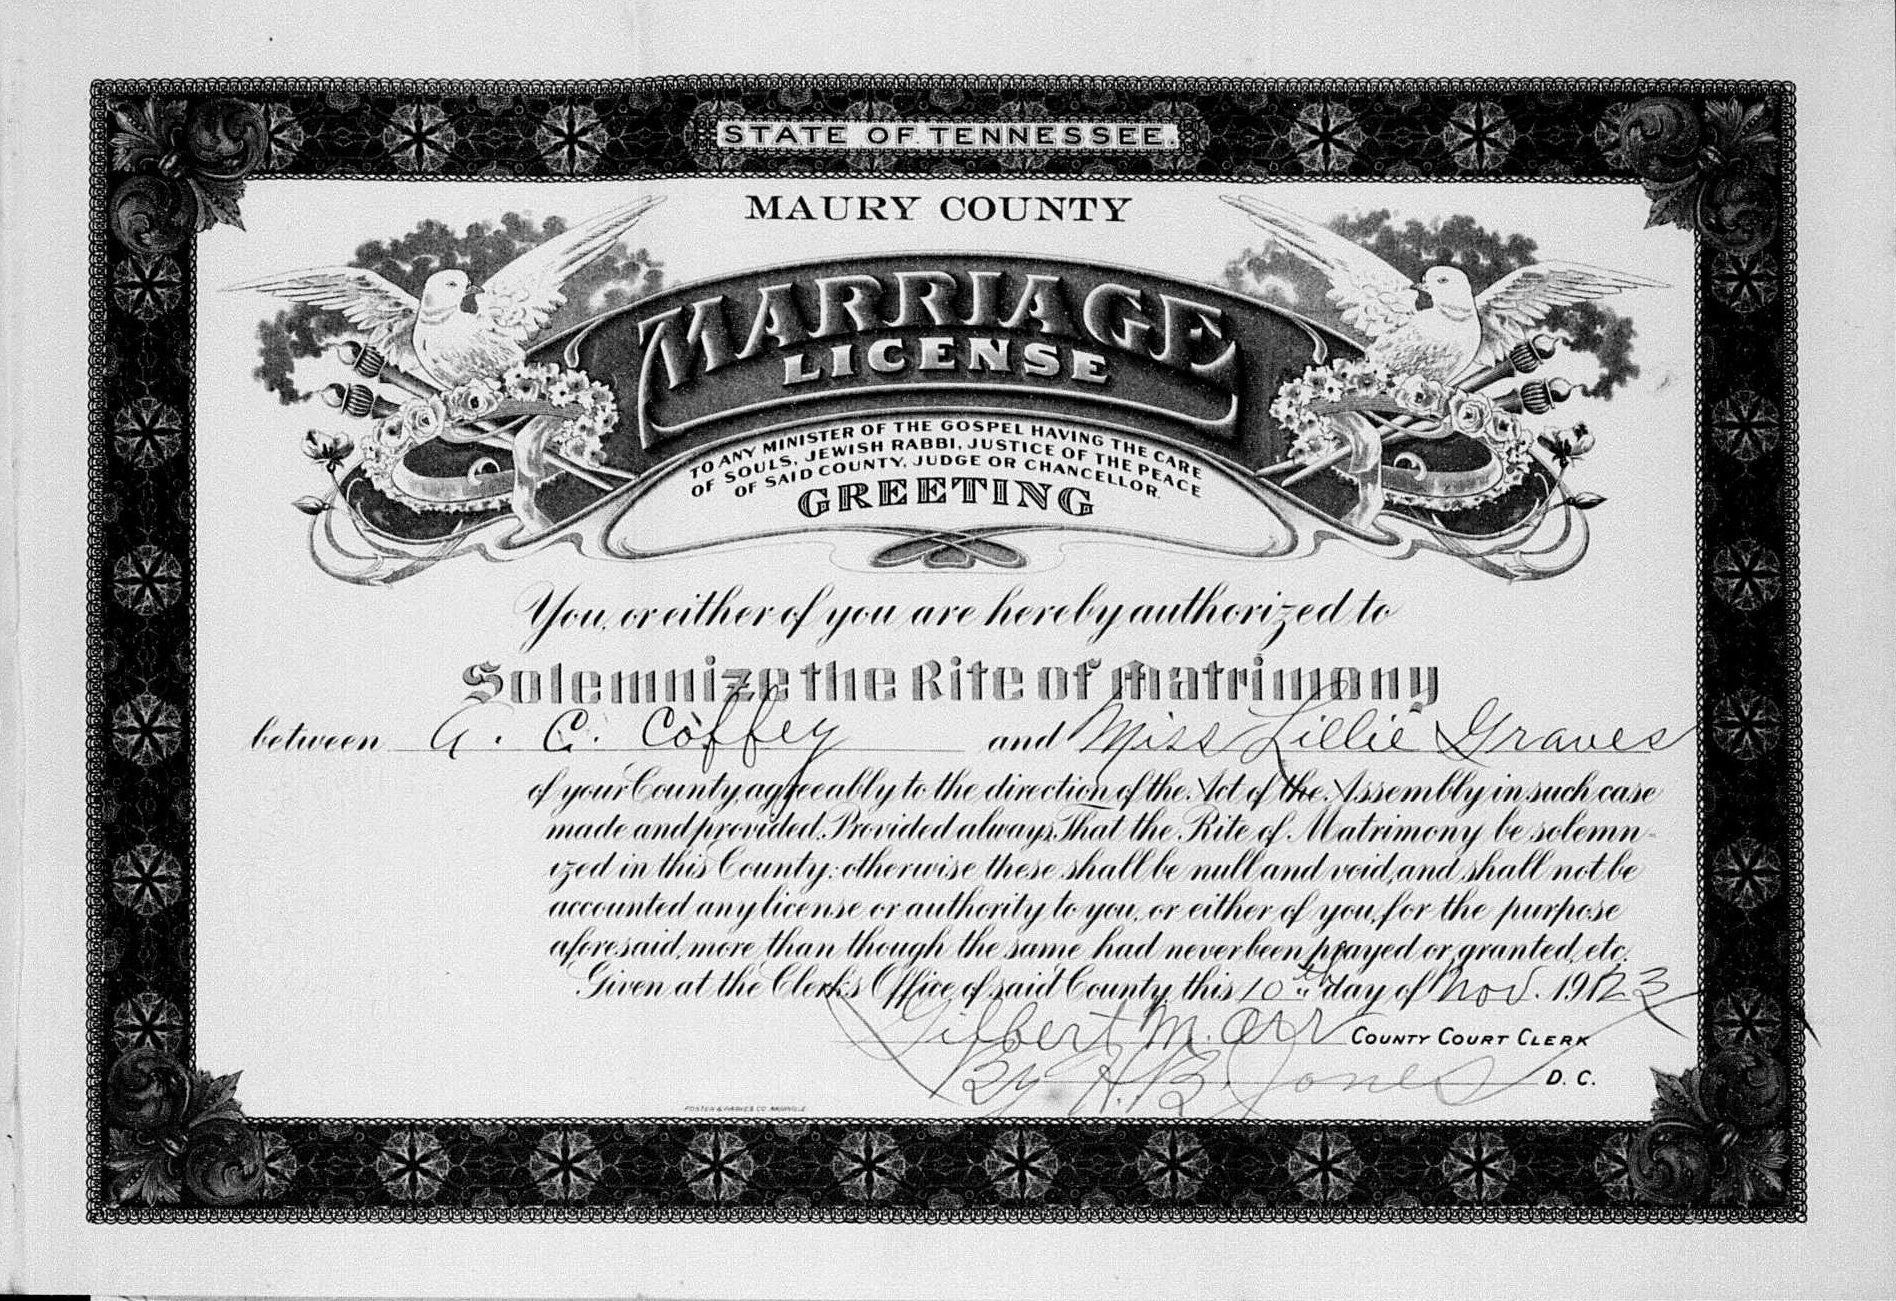 STATE OF TENNESSEE.
MAURY COUNTY
MARRIAGE
LICENSE
TO ANY MINISTER OF THE GOSPEL HAVING THE CARE
OF SOULS, JEWISH RABBI, JUSTICE OF THE PEACE
OF SAID COUNTY, JUDGE OR CHANCELLOR.
GREETING
You, or either of you are hereby authorized to
Solemnize the Rite of Matrimony
between A. C. Coffey and Miss Lillie Graves
of your County, agreeably to the direction of the Act of the Assembly in such case
made and provided. Provided always, That the Rite of Matrimony be solemn-
ized in this County; otherwise these shall be null and void, and shall not be
accounted any license or authority to you, or either of you, for the purpose
aforesaid, more than though the same had never been prayed or granted, etc.
Given at the Clerk's Office of said County, this 10th day of Nov. 1923
Gilbert M. Orr COUNTY COURT CLERK
By H.B. Jones D. C.
FOSTER & PARKES CO. NASHVILLE